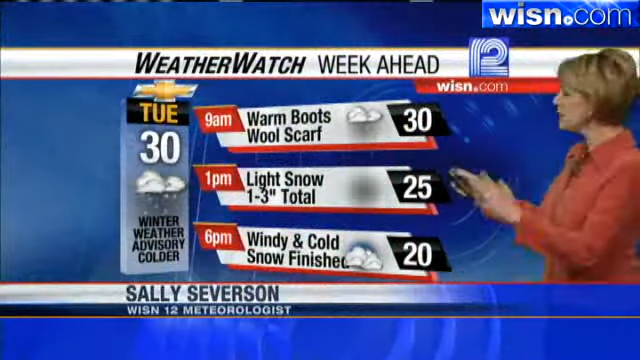 wisn.com
WEATHERWATCH WEEK AHEAD
12
wisn.com
TUE
30
WINTER
WEATHER
ADVISORY
COLDER
9am Warm Boots
Wool Scarf 30
1pm Light Snow
1-3" Total 25
6pm Windy & Cold
Snow Finished 20
SALLY SEVERSON
WISN 12 METEOROLOGIST